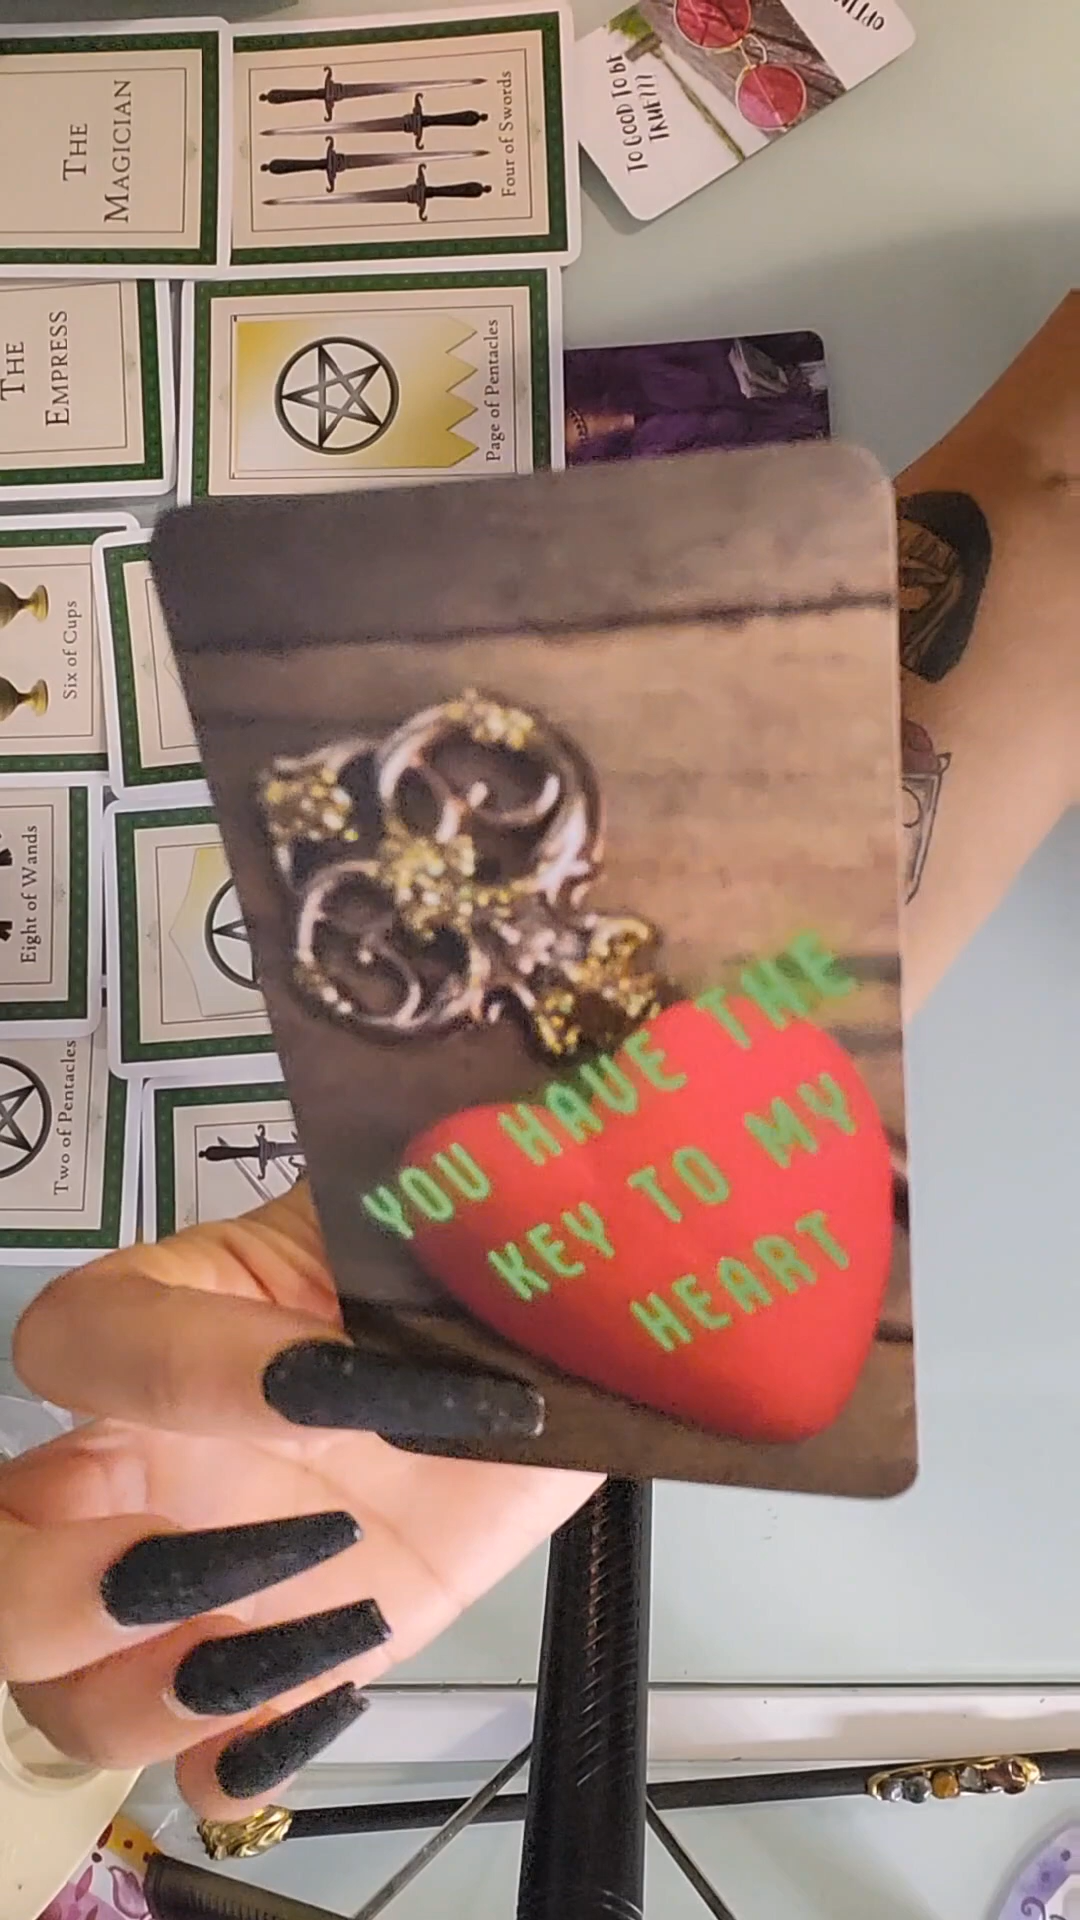 THE
MAGICIAN
Four of Swords
TO GOOD TO BE
TRUE???
THE
EMPRESS
Page of Pentacles
Six of Cups
Eight of Wands
Two of Pentacles
YOU HAVE THE
KEY TO MY
HEART